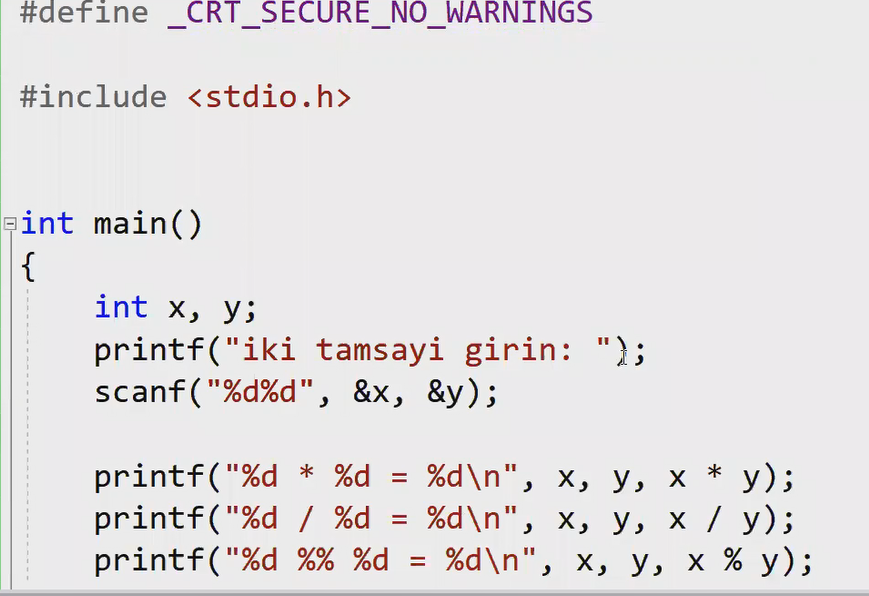 #define _CRT_SECURE_NO_WARNINGS
#include <stdio.h>
int main()
{
int x, y;
printf("iki tamsayi girin: ");
scanf("%d%d", &x, &y);
printf("%d * %d = %d\n", x, y, x * y);
printf("%d / %d = %d\n", x, y, x / y);
printf("%d %% %d = %d\n", x, y, x % y);